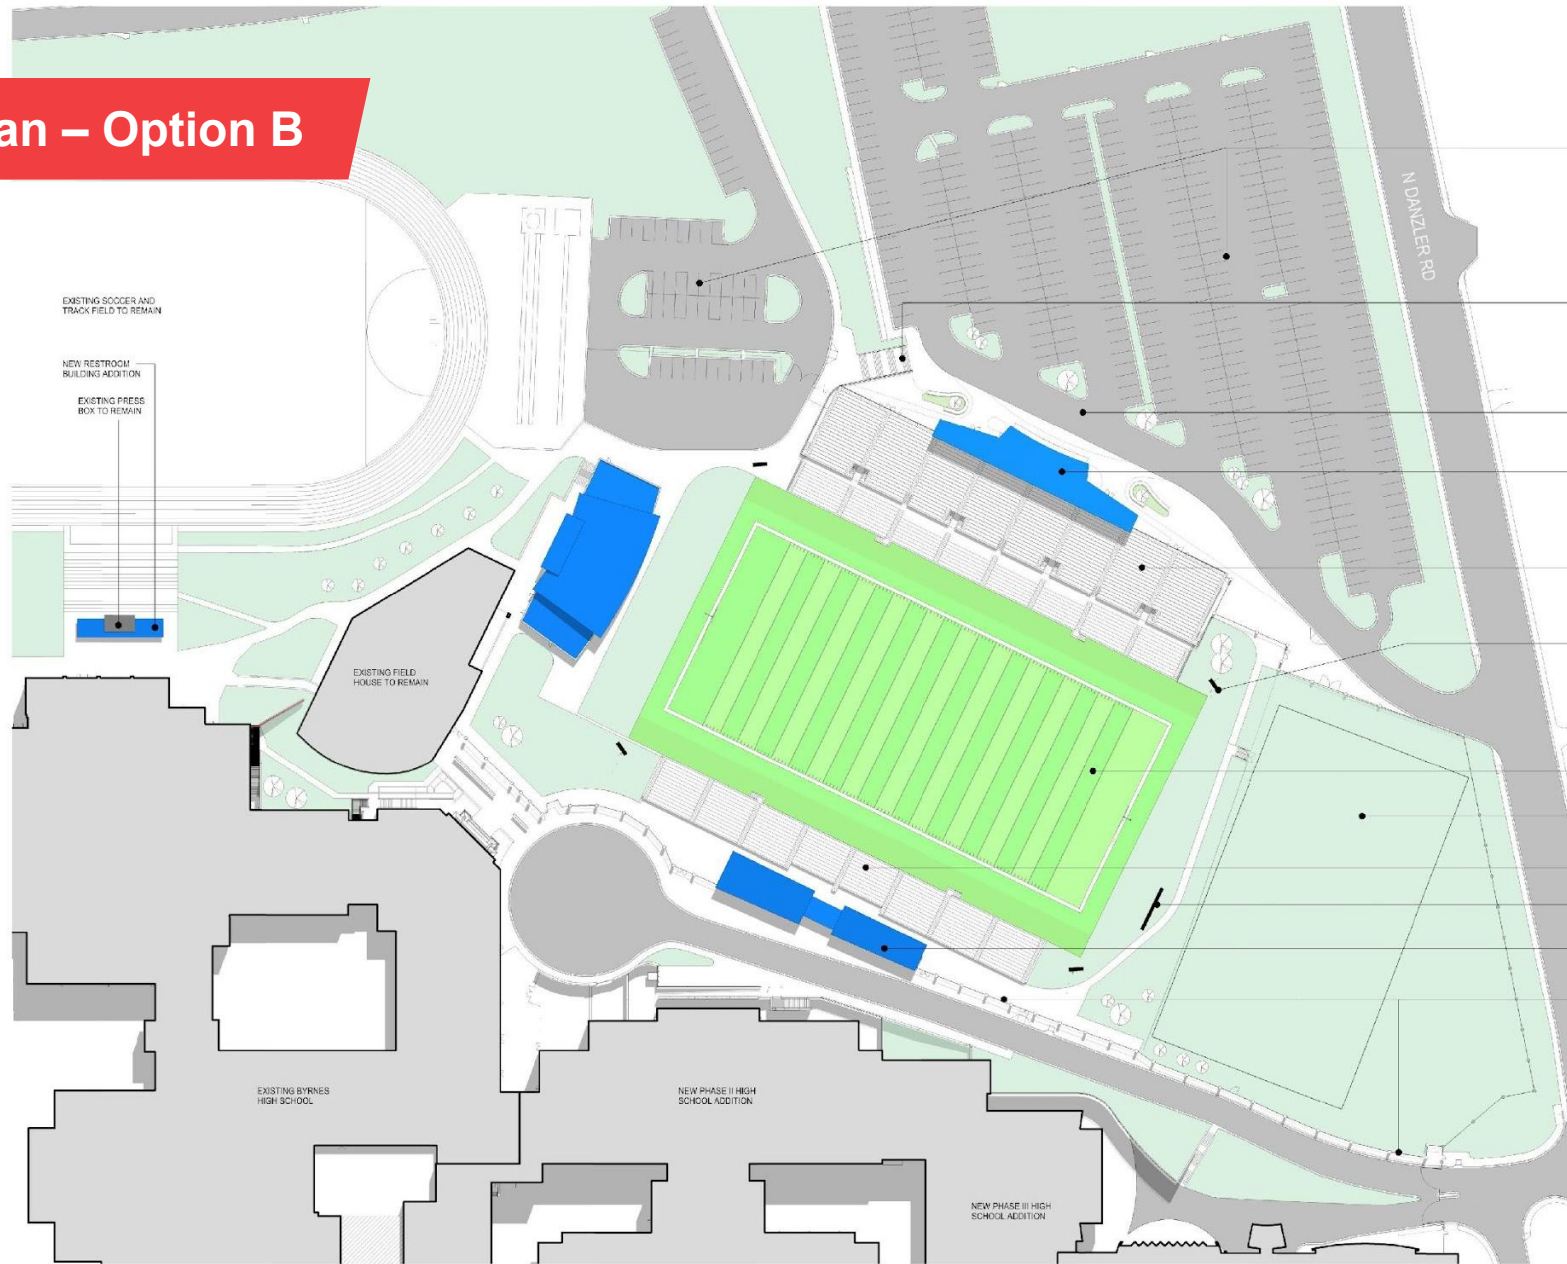 an – Option B
N DANZLER RD
EXISTING SOCCER AND
TRACK FIELD TO REMAIN
NEW RESTROOM
BUILDING ADDITION
EXISTING PRESS
BOX TO REMAIN
EXISTING FIELD
HOUSE TO REMAIN
EXISTING BYRNES
HIGH SCHOOL
NEW PHASE II HIGH
SCHOOL ADDITION
NEW PHASE III HIGH
SCHOOL ADDITION